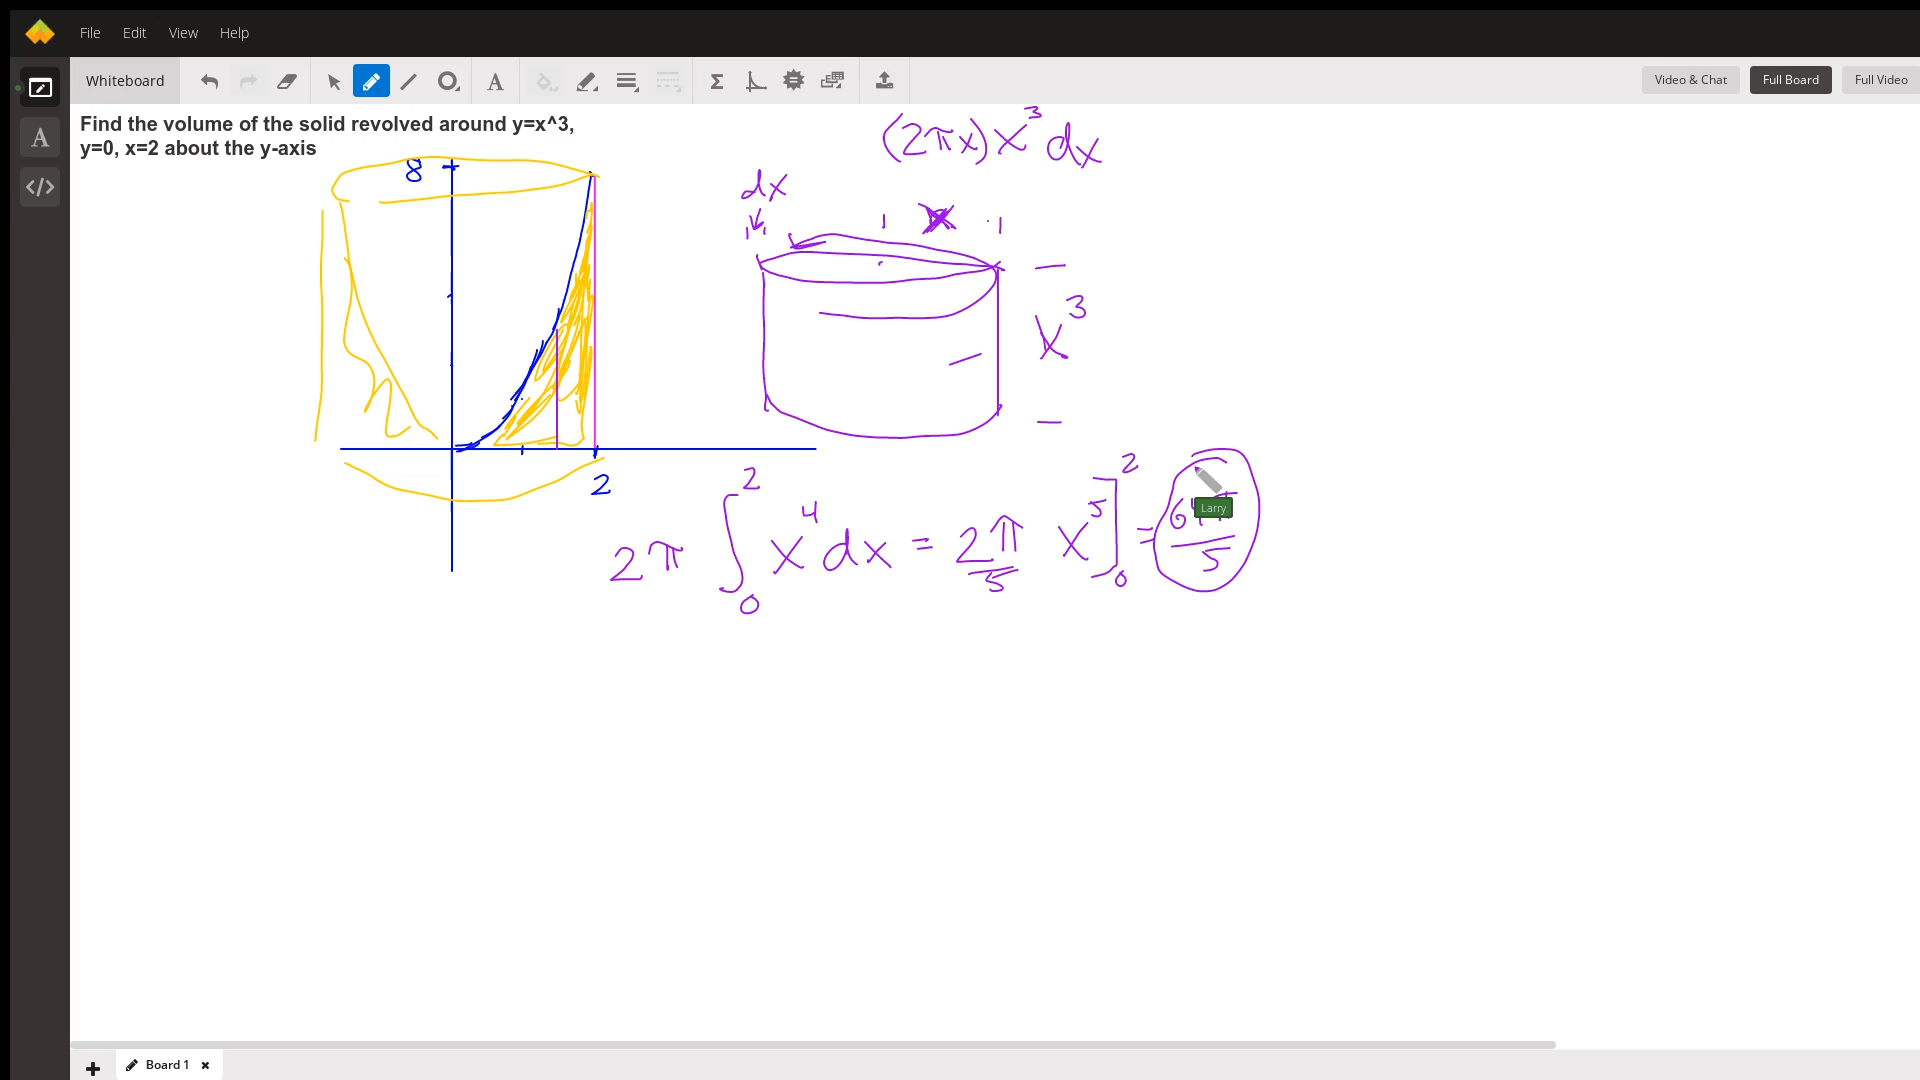 File Edit View Help
Whiteboard A Σ Video & Chat Full Board Full Video
A
Find the volume of the solid revolved around y=x^3,
y=0, x=2 about the y-axis
(2πx)x³dx
8
dx
x
x³
2
2π ∫₀² x⁴dx = 2π/5 x⁵]₀² = 64π/5
Larry
Board 1